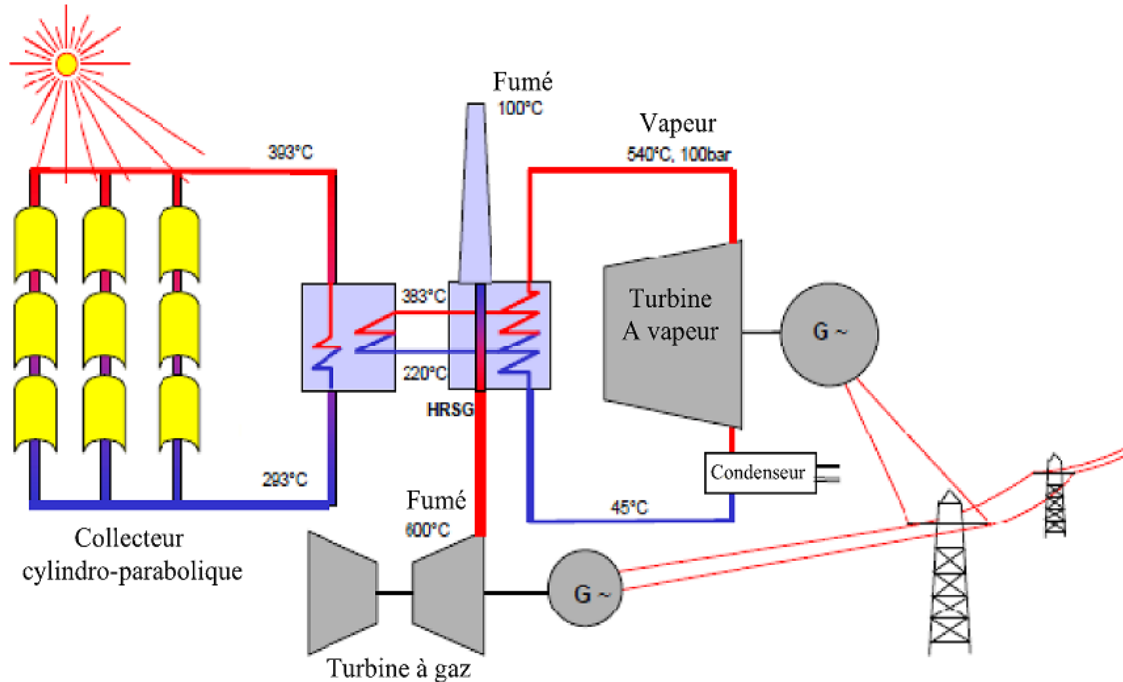 Fumé
100°C
Vapeur
540°C, 100bar
393°C
383°C
220°C
HRSG
Turbine
A vapeur
G ~
293°C
Collecteur
cylindro-parabolique
Fumé
600°C
45°C
Condenseur
G ~
Turbine à gaz